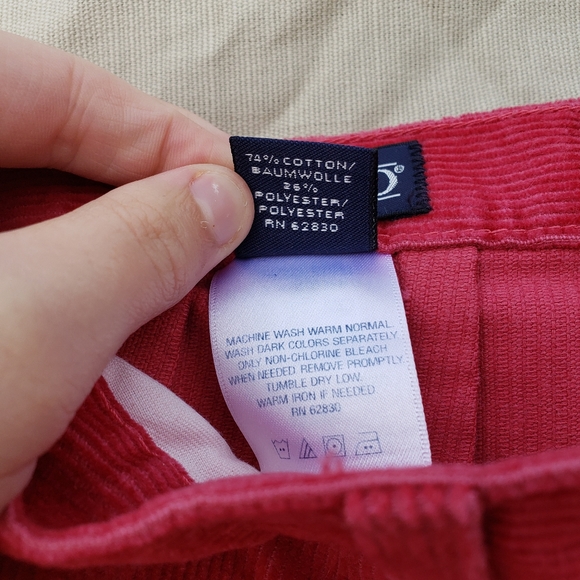 74% COTTON/
BAUMWOLLE
26%
POLYESTER/
POLYESTER
RN 62830
®
MACHINE WASH WARM NORMAL.
WASH DARK COLORS SEPARATELY
ONLY NON-CHLORINE BLEACH
WHEN NEEDED. REMOVE PROMPTLY.
TUMBLE DRY LOW.
WARM IRON IF NEEDED
RN 62830